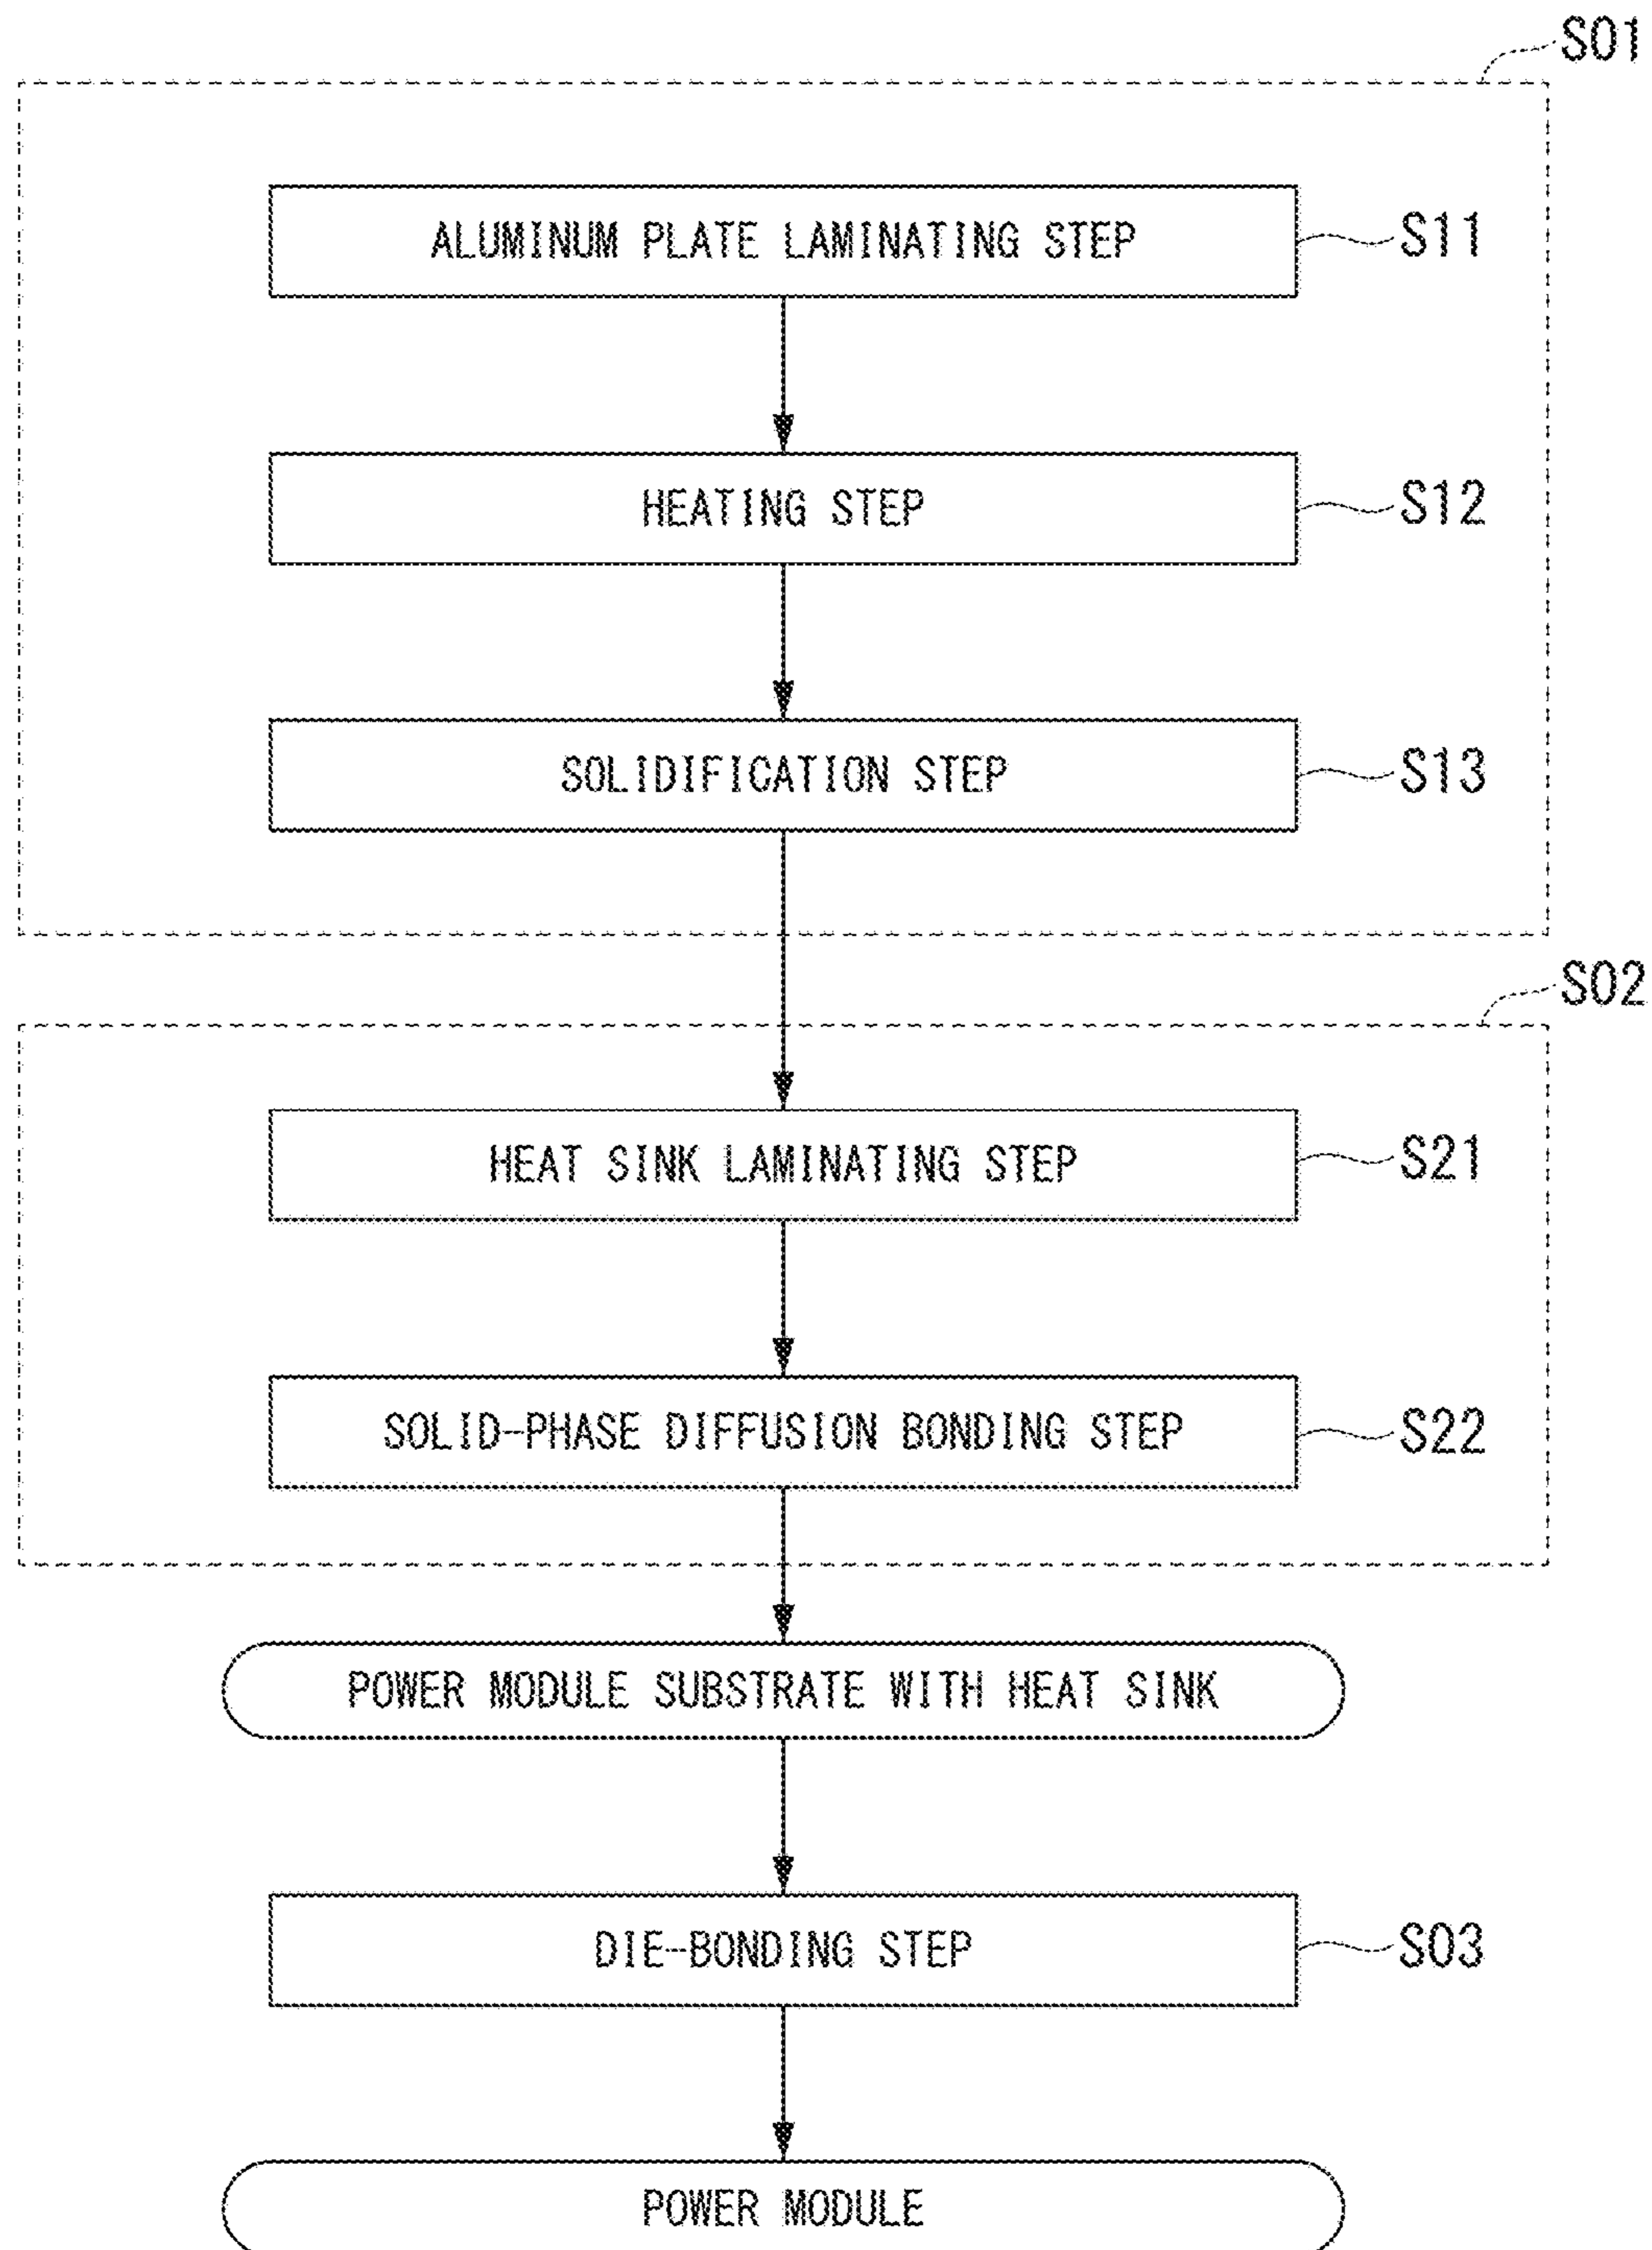 S01
ALUMINUM PLATE LAMINATING STEP
S11
HEATING STEP
S12
SOLIDIFICATION STEP
S13
S02
HEAT SINK LAMINATING STEP
S21
SOLID-PHASE DIFFUSION BONDING STEP
S22
POWER MODULE SUBSTRATE WITH HEAT SINK
DIE-BONDING STEP
S03
POWER MODULE